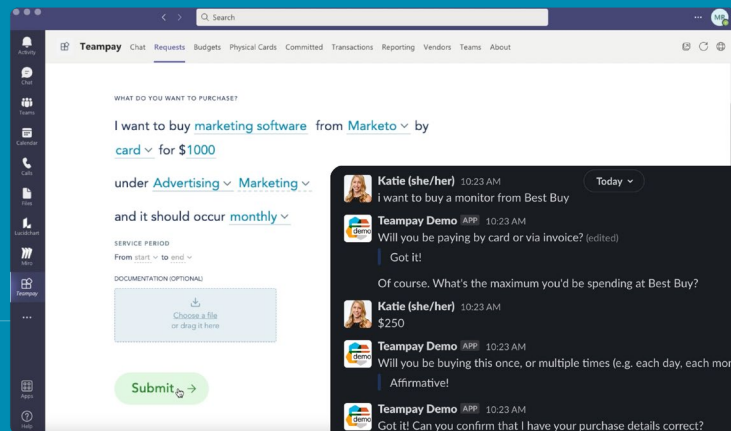 Search
MR
Activity
Chat
Teams
Calendar
Calls
Files
Lucidchart
Miro
Teampay
Apps
Help
Teampay Chat Requests Budgets Physical Cards Committed Transactions Reporting Vendors Teams About
WHAT DO YOU WANT TO PURCHASE?
I want to buy marketing software from Marketo by
card for $1000
under Advertising Marketing
and it should occur monthly
SERVICE PERIOD
From start to end
DOCUMENTATION (OPTIONAL)
Choose a file
or drag it here
Submit
Today
Katie (she/her) 10:23 AM
i want to buy a monitor from Best Buy
demo
Teampay Demo APP 10:23 AM
Will you be paying by card or via invoice? (edited)
Got it!
Of course. What's the maximum you'd be spending at Best Buy?
Katie (she/her) 10:23 AM
$250
demo
Teampay Demo APP 10:23 AM
Will you be buying this once, or multiple times (e.g. each day, each mon
Affirmative!
demo
Teampay Demo APP 10:23 AM
Got it! Can you confirm that I have your purchase details correct?